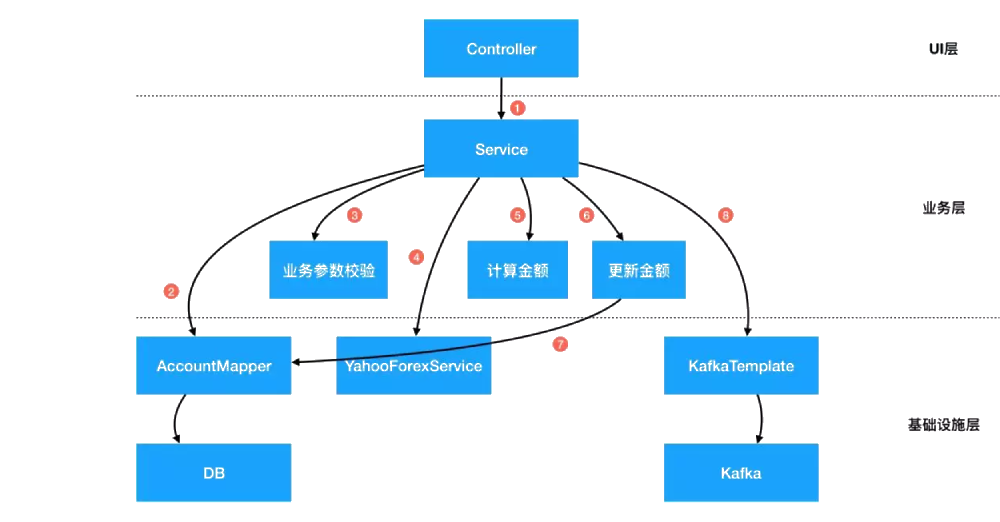 Controller
UI层
1
Service
业务层
3
5
6
8
4
业务参数校验
计算金额
更新金额
2
7
AccountMapper
YahooForexService
KafkaTemplate
基础设施层
DB
Kafka